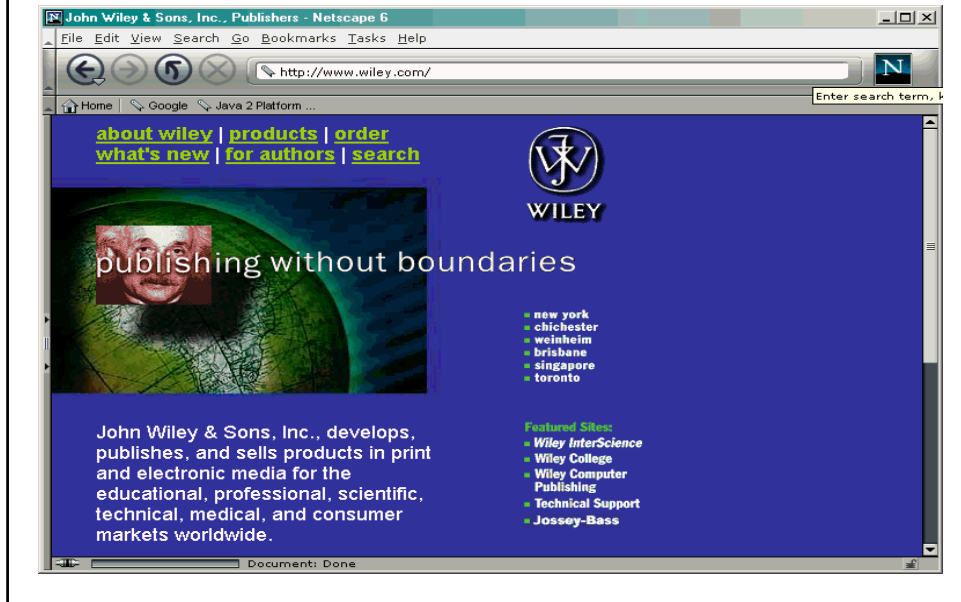 John Wiley & Sons, Inc., Publishers - Netscape 6
File Edit View Search Go Bookmarks Tasks Help
http://www.wiley.com/
N
Enter search term, k
Home Google Java 2 Platform ...
about wiley | products | order
what's new | for authors | search
WILEY
publishing without boundaries
new york
chichester
weinheim
brisbane
singapore
toronto
John Wiley & Sons, Inc., develops,
publishes, and sells products in print
and electronic media for the
educational, professional, scientific,
technical, medical, and consumer
markets worldwide.
Featured Sites:
Wiley InterScience
Wiley College
Wiley Computer
Publishing
Technical Support
Jossey-Bass
Document: Done